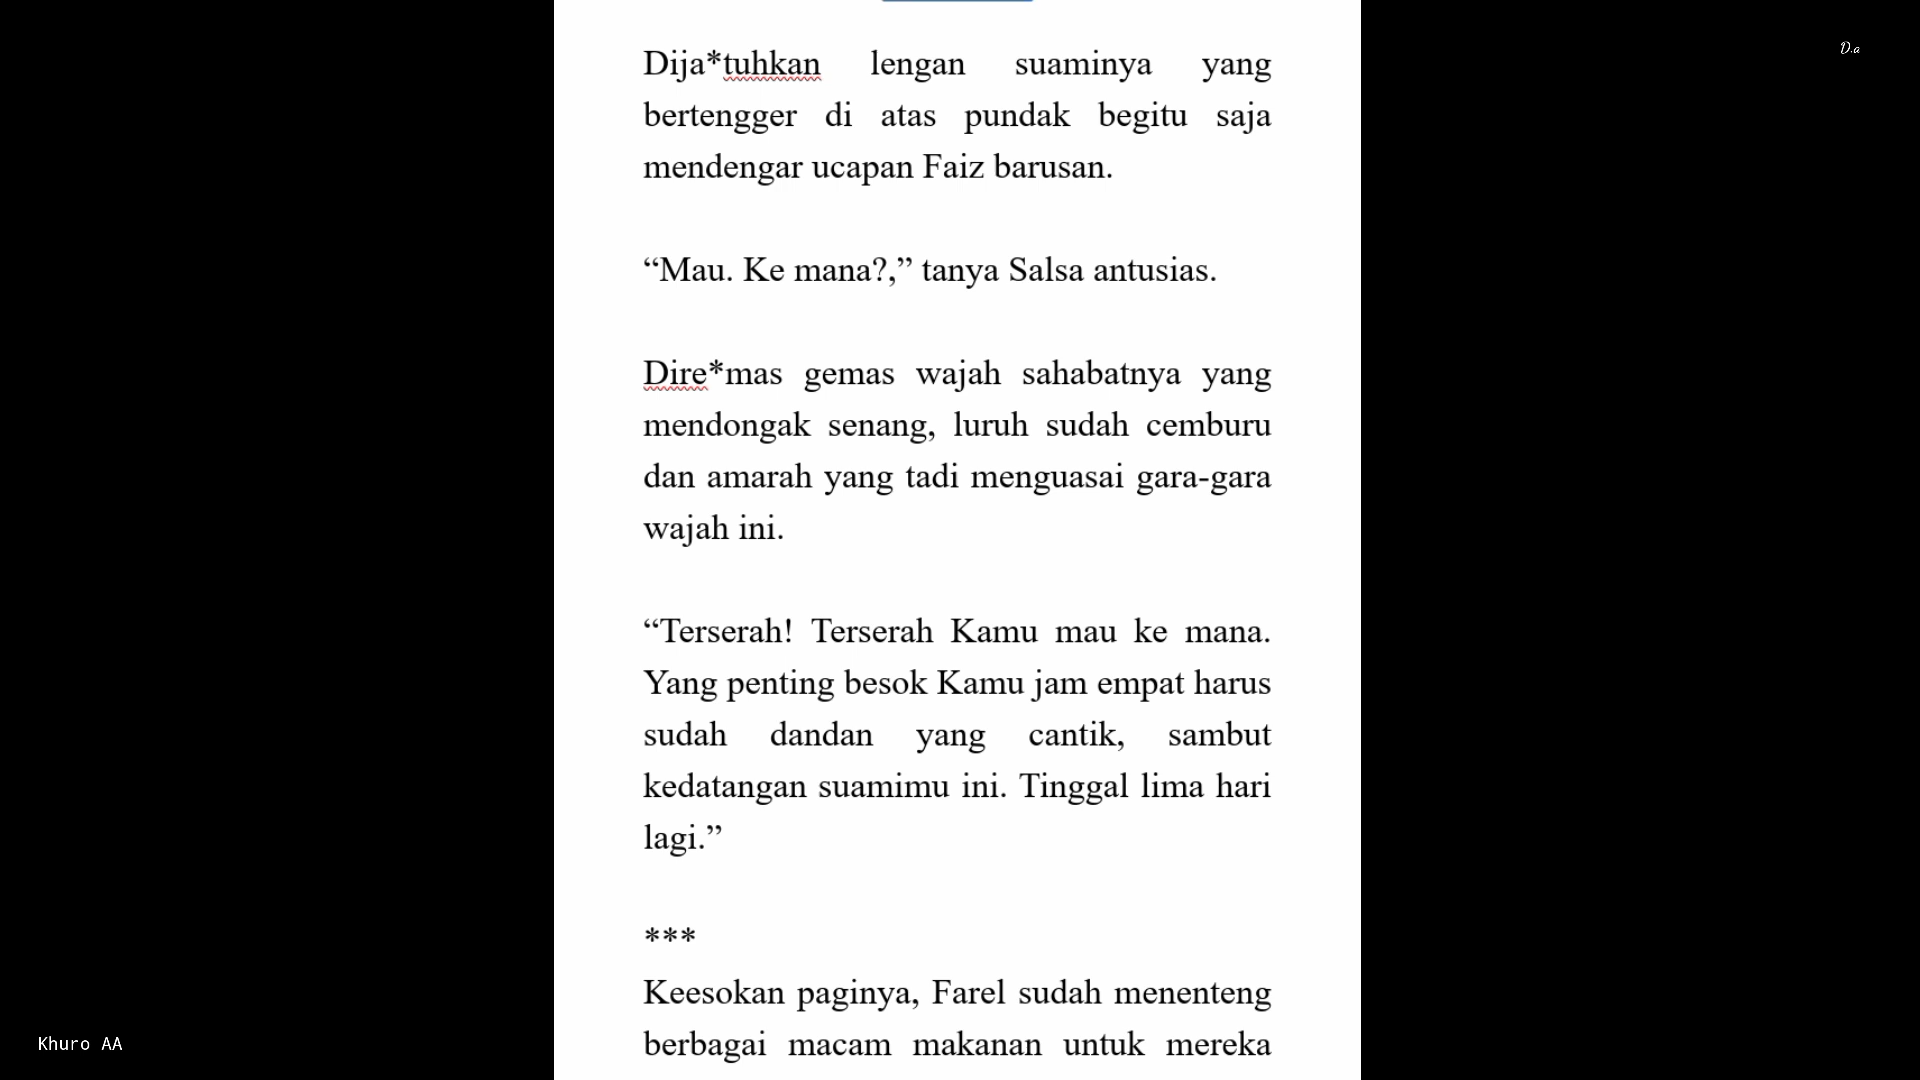 D.a
Dija*tuhkan lengan suaminya yang
bertengger di atas pundak begitu saja
mendengar ucapan Faiz barusan.
“Mau. Ke mana?,” tanya Salsa antusias.
Dire*mas gemas wajah sahabatnya yang
mendongak senang, luruh sudah cemburu
dan amarah yang tadi menguasai gara-gara
wajah ini.
“Terserah! Terserah Kamu mau ke mana.
Yang penting besok Kamu jam empat harus
sudah dandan yang cantik, sambut
kedatangan suamimu ini. Tinggal lima hari
lagi.”
***
Keesokan paginya, Farel sudah menenteng
berbagai macam makanan untuk mereka
Khuro AA